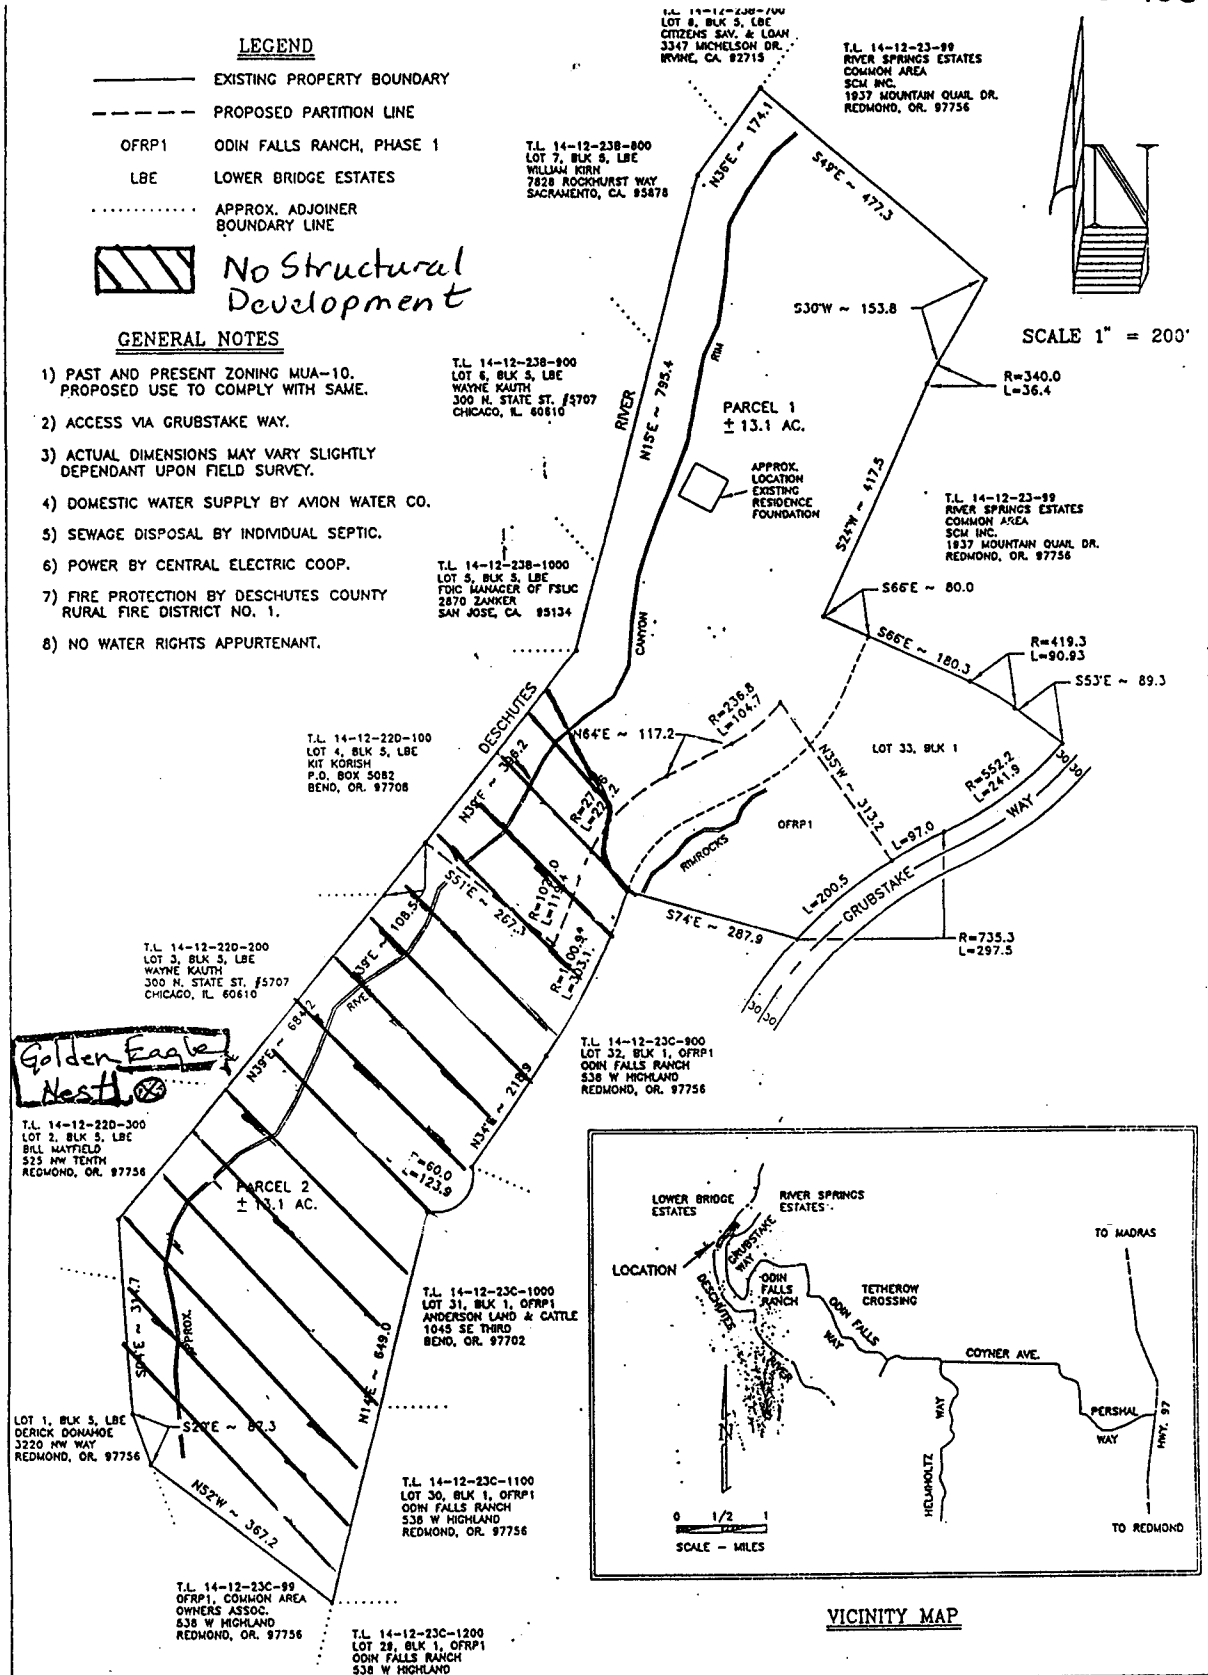 LEGEND
EXISTING PROPERTY BOUNDARY
PROPOSED PARTITION LINE
OFRP1 ODIN FALLS RANCH, PHASE 1
LBE LOWER BRIDGE ESTATES
APPROX. ADJOINER
BOUNDARY LINE
No Structural
Development
GENERAL NOTES
1) PAST AND PRESENT ZONING MUA-10.
PROPOSED USE TO COMPLY WITH SAME.
2) ACCESS VIA GRUBSTAKE WAY.
3) ACTUAL DIMENSIONS MAY VARY SLIGHTLY
DEPENDANT UPON FIELD SURVEY.
4) DOMESTIC WATER SUPPLY BY AVION WATER CO.
5) SEWAGE DISPOSAL BY INDIVIDUAL SEPTIC.
6) POWER BY CENTRAL ELECTRIC COOP.
7) FIRE PROTECTION BY DESCHUTES COUNTY
RURAL FIRE DISTRICT NO. 1.
8) NO WATER RIGHTS APPURTENANT.
T.L. 14-12-23B-700
LOT 8, BLK 5, LBE
CITIZENS SAV. & LOAN
3347 MICHELSON DR.
IRVINE, CA. 92715
T.L. 14-12-23-99
RIVER SPRINGS ESTATES
COMMON AREA
SCM INC.
1937 MOUNTAIN QUAIL DR.
REDMOND, OR. 97756
T.L. 14-12-23B-800
LOT 7, BLK 5, LBE
WILLIAM KIRN
7828 ROCKHURST WAY
SACRAMENTO, CA. 95878
N36°E ~ 174.1
S49°E ~ 477.3
S30°W ~ 153.8
SCALE 1" = 200'
R=340.0
L=36.4
T.L. 14-12-23B-900
LOT 6, BLK 5, LBE
WAYNE KAUTH
300 N. STATE ST. #5707
CHICAGO, IL. 60610
RIVER
N15°E ~ 795.4
RIM
PARCEL 1
± 13.1 AC.
APPROX.
LOCATION
EXISTING
RESIDENCE
FOUNDATION
S24°W ~ 417.5
T.L. 14-12-23-99
RIVER SPRINGS ESTATES
COMMON AREA
SCM INC.
1937 MOUNTAIN QUAIL DR.
REDMOND, OR. 97756
T.L. 14-12-23B-1000
LOT 5, BLK 5, LBE
FDIC MANAGER OF FSLIC
2870 ZANKER
SAN JOSE, CA. 95134
CANYON
S66°E ~ 80.0
S66°E ~ 180.3
R=419.3
L=90.93
S53°E ~ 89.3
DESCHUTES
T.L. 14-12-22D-100
LOT 4, BLK 5, LBE
KIT KORISH
P.O. BOX 5082
BEND, OR. 97708
N64°E ~ 117.2
R=236.8
L=104.7
LOT 33, BLK 1
N35°W ~ 313.2
R=552.2
L=241.9
30 30
OFRP1
RIMROCKS
L=97.0
L=200.5
GRUBSTAKE WAY
S51°E ~ 267.3
S74°E ~ 287.9
R=735.3
L=297.5
30 30
L=303.1
N39°E ~ 108.5
T.L. 14-12-22D-200
LOT 3, BLK 5, LBE
WAYNE KAUTH
300 N. STATE ST. #5707
CHICAGO, IL. 60610
N39°E ~ 684.2
Golden Eagle
Nest
T.L. 14-12-22D-300
LOT 2, BLK 5, LBE
BILL MAYFIELD
525 NW TENTH
REDMOND, OR. 97756
T.L. 14-12-23C-900
LOT 32, BLK 1, OFRP1
ODIN FALLS RANCH
538 W HIGHLAND
REDMOND, OR. 97756
N34°E ~ 218.9
R=60.0
L=123.9
PARCEL 2
± 13.1 AC.
APPROX.
T.L. 14-12-23C-1000
LOT 31, BLK 1, OFRP1
ANDERSON LAND & CATTLE
1045 SE THIRD
BEND, OR. 97702
N14°E ~ 649.0
LOT 1, BLK 5, LBE
DERICK DONAHOE
3220 NW WAY
REDMOND, OR. 97756
S20°E ~ 87.3
N52°W ~ 367.2
T.L. 14-12-23C-1100
LOT 30, BLK 1, OFRP1
ODIN FALLS RANCH
538 W HIGHLAND
REDMOND, OR. 97756
T.L. 14-12-23C-99
OFRP1, COMMON AREA
OWNERS ASSOC.
538 W HIGHLAND
REDMOND, OR. 97756
T.L. 14-12-23C-1200
LOT 29, BLK 1, OFRP1
ODIN FALLS RANCH
538 W HIGHLAND
LOWER BRIDGE
ESTATES
RIVER SPRINGS
ESTATES
TO MADRAS
LOCATION
GRUBSTAKE
WAY
ODIN
FALLS
RANCH
TETHEROW
CROSSING
DESCHUTES
RIVER
ODIN FALLS
WAY
COYNER AVE.
HELMHOLTZ
WAY
PERSHAL
WAY
HWY. 97
TO REDMOND
0 1/2 1
SCALE - MILES
VICINITY MAP